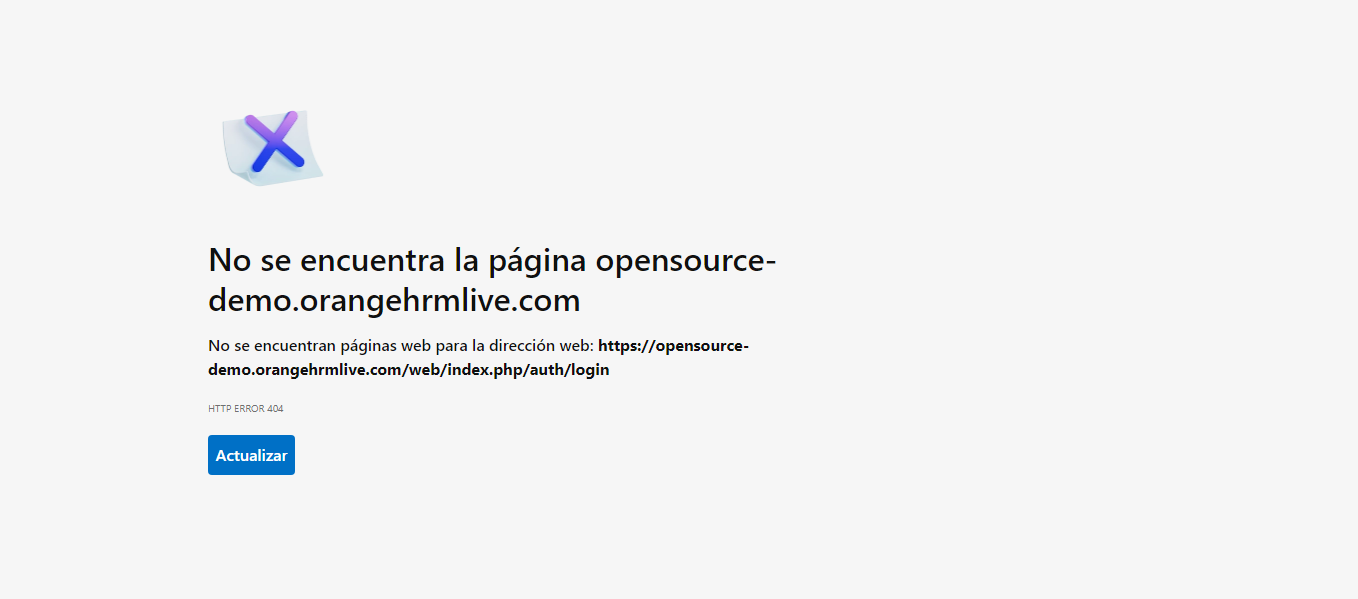 No se encuentra la página opensource-
demo.orangehrmlive.com
No se encuentran páginas web para la dirección web: https://opensource-
demo.orangehrmlive.com/web/index.php/auth/login
HTTP ERROR 404
Actualizar